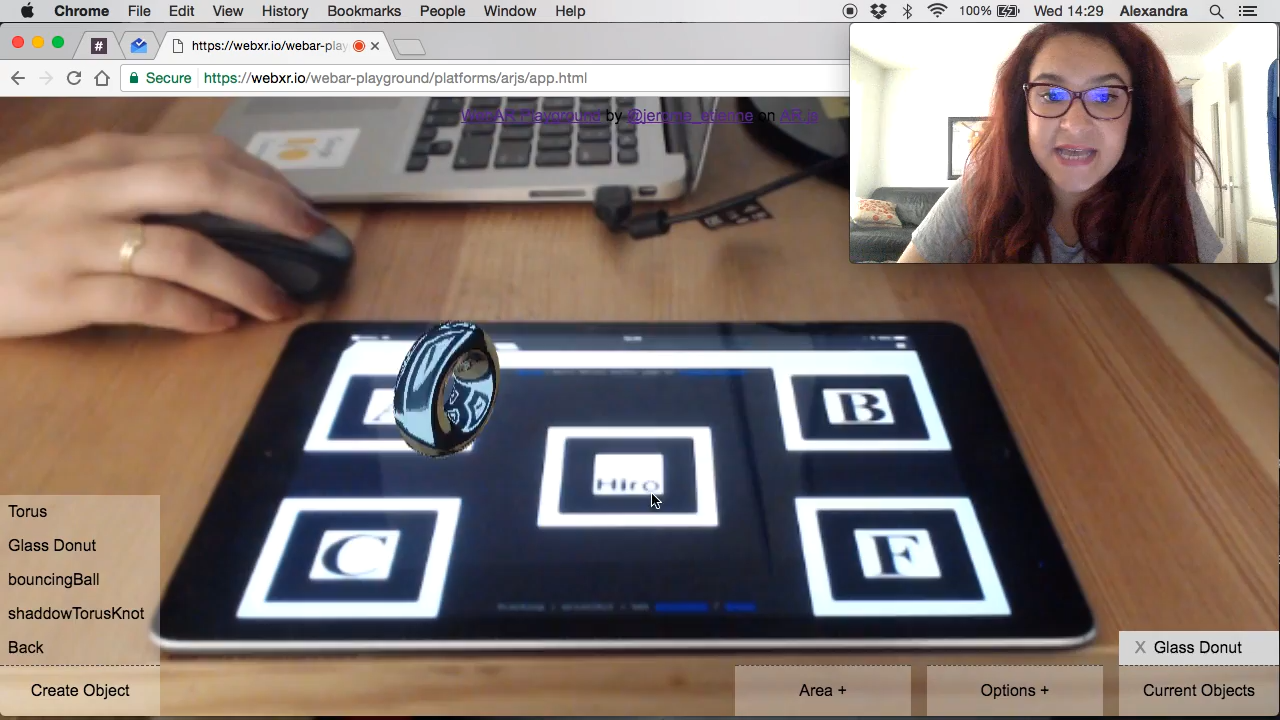 Chrome File Edit View History Bookmarks People Window Help 100% Wed 14:29 Alexandra
https://webxr.io/webar-play
Secure https://webxr.io/webar-playground/platforms/arjs/app.html
WebAR Playground by @jerome_etienne on AR.js
A B
Hiro
C F
Torus
Glass Donut
bouncingBall
shaddowTorusKnot
Back
Create Object
X Glass Donut
Area + Options + Current Objects